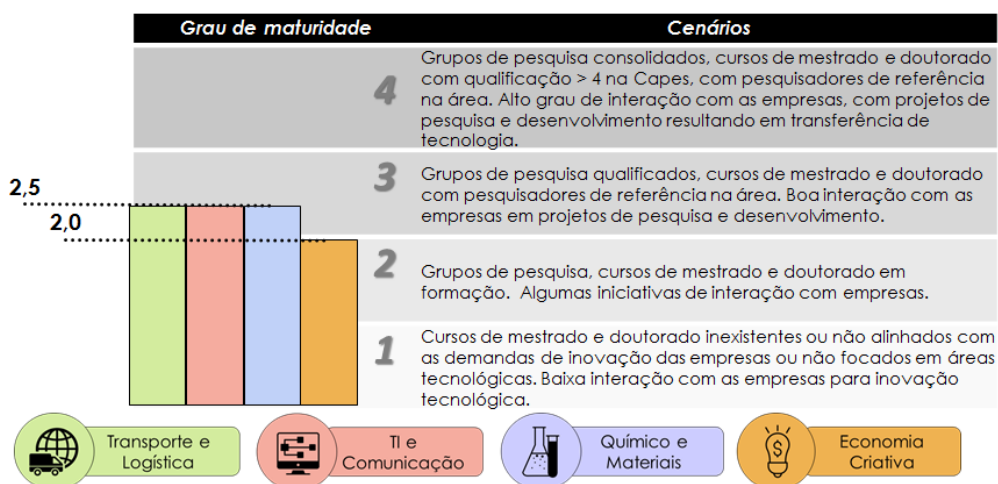 Grau de maturidade
Cenários
4
Grupos de pesquisa consolidados, cursos de mestrado e doutorado
com qualificação > 4 na Capes, com pesquisadores de referência
na área. Alto grau de interação com as empresas, com projetos de
pesquisa e desenvolvimento resultando em transferência de
tecnologia.
3
Grupos de pesquisa qualificados, cursos de mestrado e doutorado
com pesquisadores de referência na área. Boa interação com as
empresas em projetos de pesquisa e desenvolvimento.
2,5
2,0
2
Grupos de pesquisa, cursos de mestrado e doutorado em
formação. Algumas iniciativas de interação com empresas.
1
Cursos de mestrado e doutorado inexistentes ou não alinhados com
as demandas de inovação das empresas ou não focados em áreas
tecnológicas. Baixa interação com as empresas para inovação
tecnológica.
Transporte e
Logística
TI e
Comunicação
Químico e
Materiais
Economia
Criativa